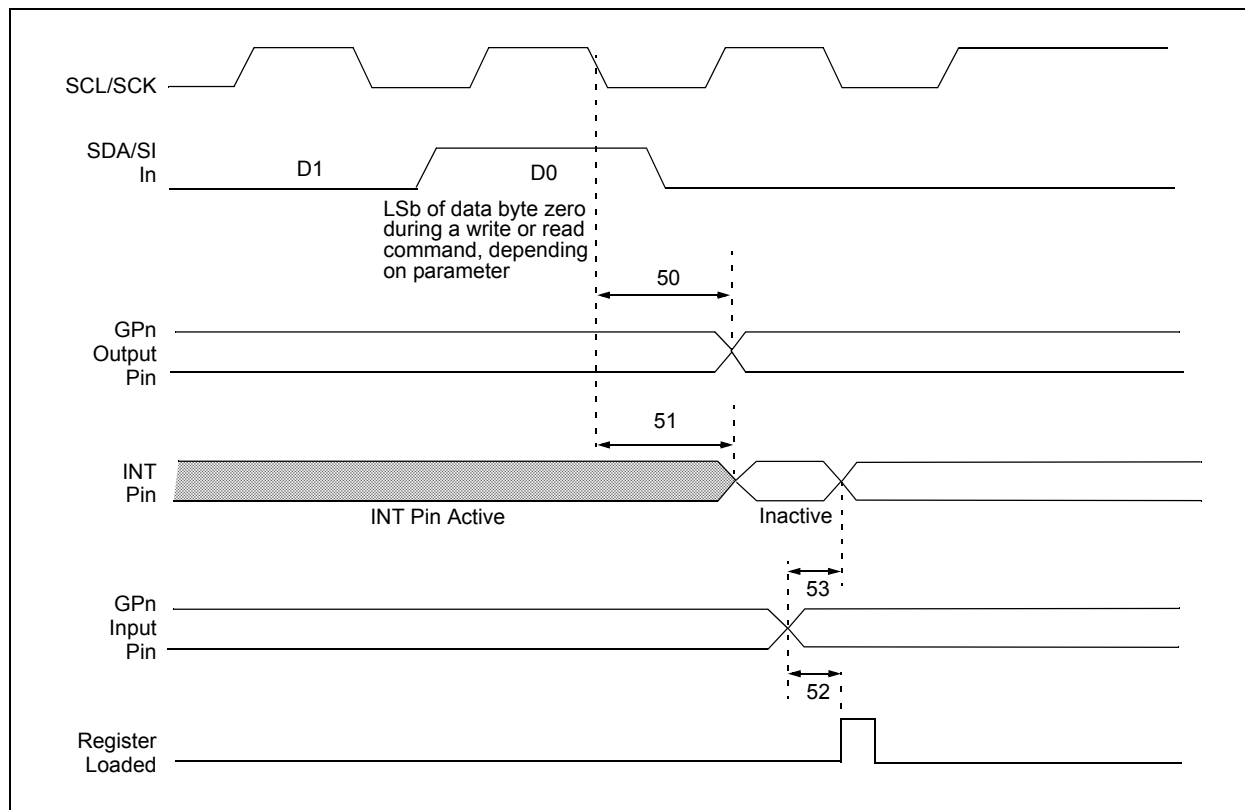 SCL/SCK
SDA/SI
In
D1
D0
LSb of data byte zero
during a write or read
command, depending
on parameter
50
GPn
Output
Pin
51
INT
Pin
INT Pin Active
Inactive
53
GPn
Input
Pin
52
Register
Loaded